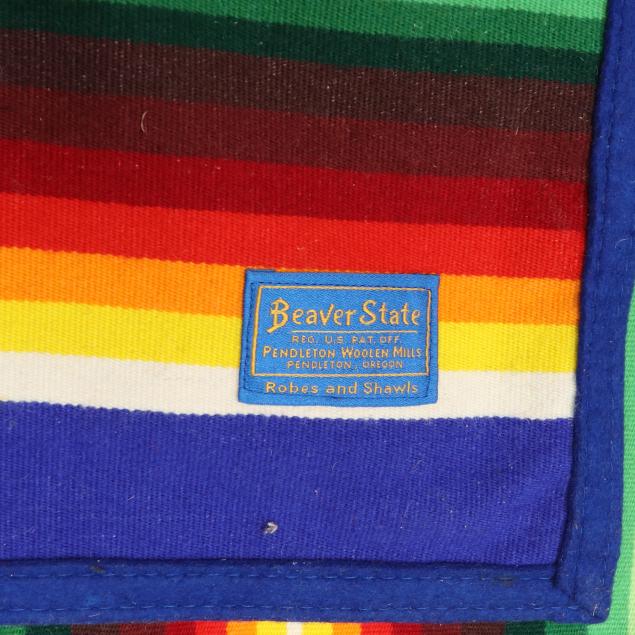 Beaver State
REG. U.S. PAT. OFF.
PENDLETON WOOLEN MILLS
PENDLETON, OREGON
Robes and Shawls